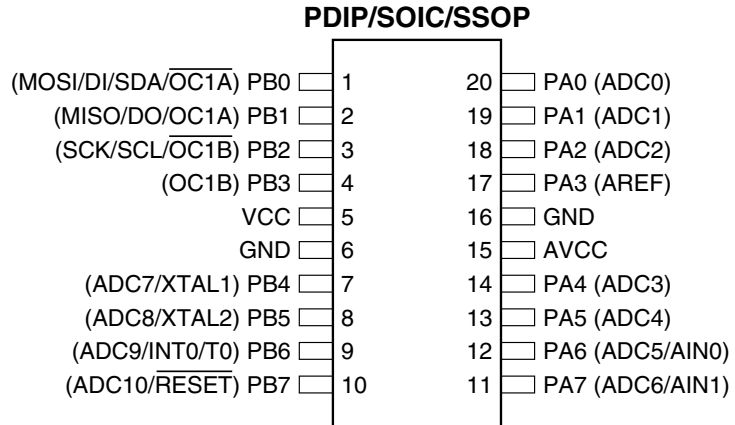 PDIP/SOIC/SSOP
(MOSI/DI/SDA/O̅C̅1̅A̅) PB0 1 20 PA0 (ADC0)
(MISO/DO/OC1A) PB1 2 19 PA1 (ADC1)
(SCK/SCL/O̅C̅1̅B̅) PB2 3 18 PA2 (ADC2)
(OC1B) PB3 4 17 PA3 (AREF)
VCC 5 16 GND
GND 6 15 AVCC
(ADC7/XTAL1) PB4 7 14 PA4 (ADC3)
(ADC8/XTAL2) PB5 8 13 PA5 (ADC4)
(ADC9/INT0/T0) PB6 9 12 PA6 (ADC5/AIN0)
(ADC10/R̅E̅S̅E̅T̅) PB7 10 11 PA7 (ADC6/AIN1)